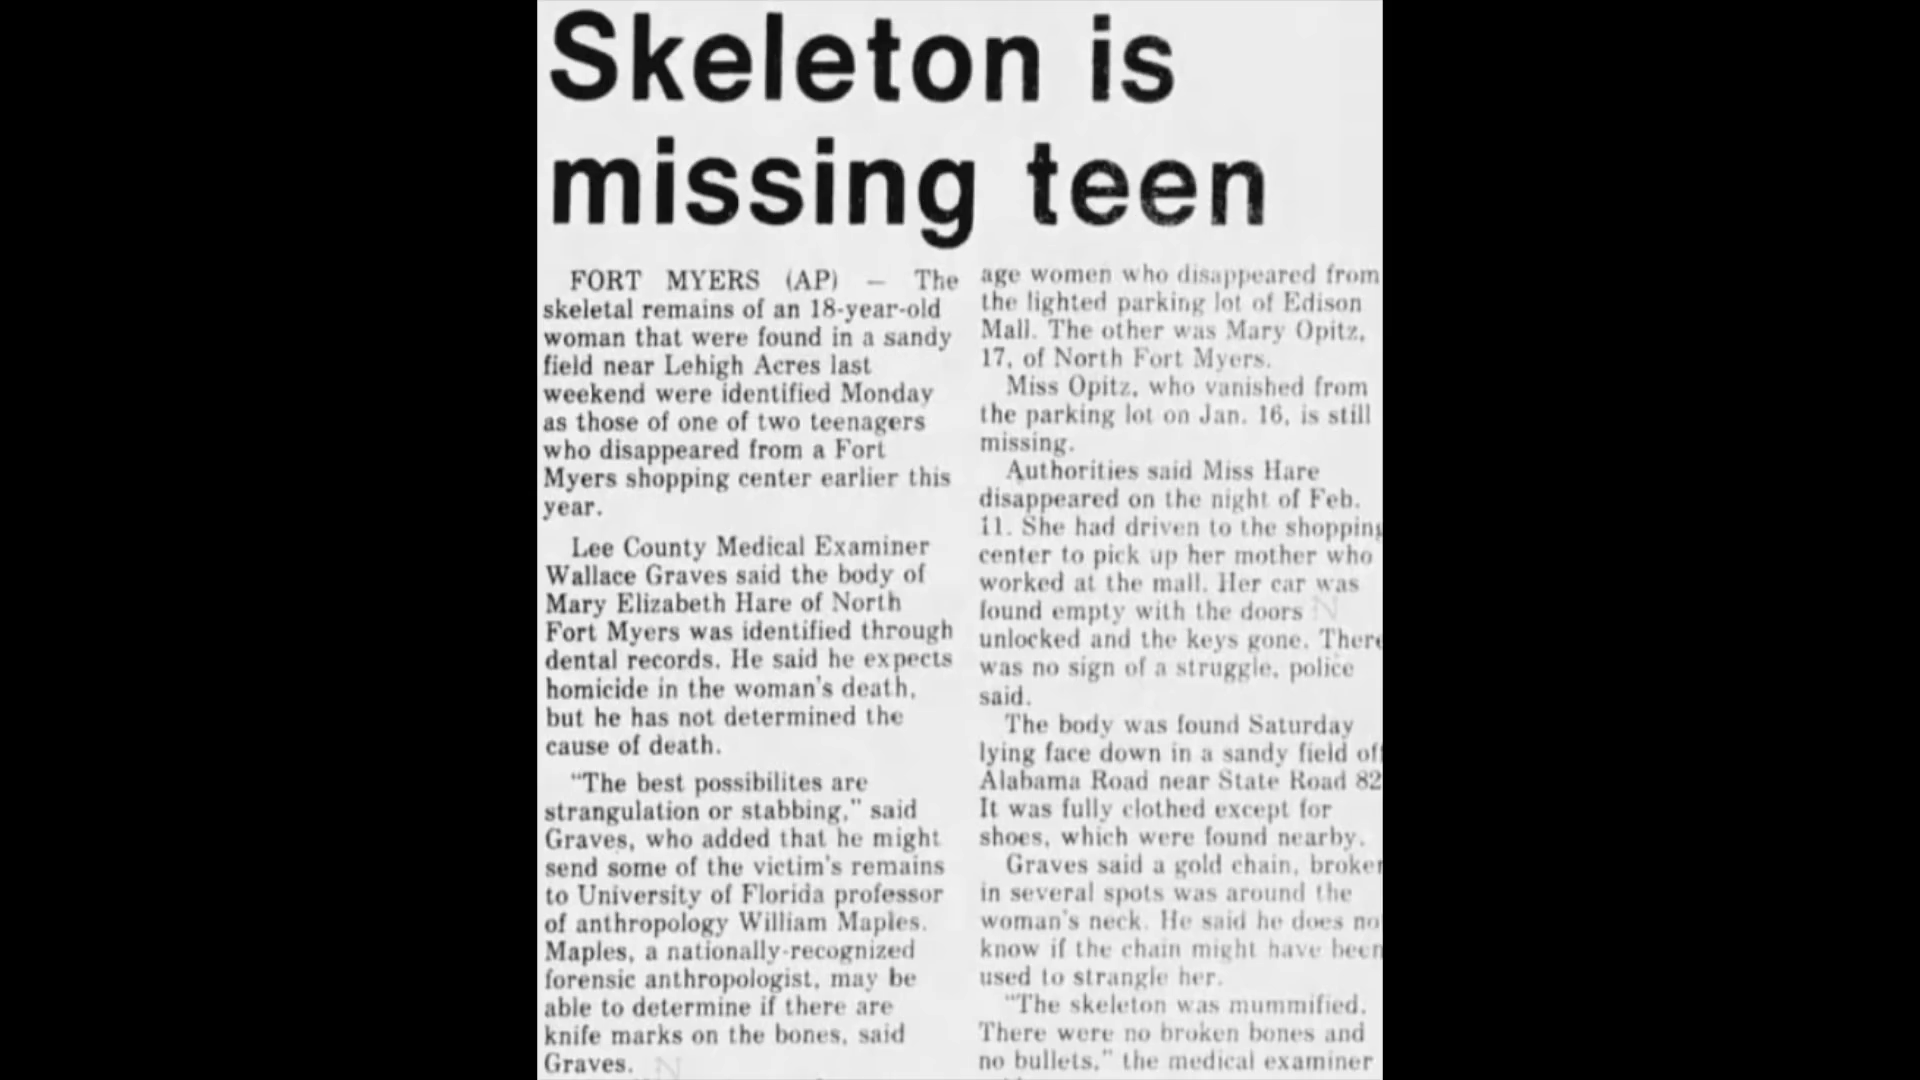 Skeleton is
missing teen
FORT MYERS (AP) — The
skeletal remains of an 18-year-old
woman that were found in a sandy
field near Lehigh Acres last
weekend were identified Monday
as those of one of two teenagers
who disappeared from a Fort
Myers shopping center earlier this
year.
Lee County Medical Examiner
Wallace Graves said the body of
Mary Elizabeth Hare of North
Fort Myers was identified through
dental records. He said he expects
homicide in the woman's death,
but he has not determined the
cause of death.
"The best possibilites are
strangulation or stabbing," said
Graves, who added that he might
send some of the victim's remains
to University of Florida professor
of anthropology William Maples.
Maples, a nationally-recognized
forensic anthropologist, may be
able to determine if there are
knife marks on the bones, said
Graves.
age women who disappeared from
the lighted parking lot of Edison
Mall. The other was Mary Opitz,
17, of North Fort Myers.
Miss Opitz, who vanished from
the parking lot on Jan. 16, is still
missing.
Authorities said Miss Hare
disappeared on the night of Feb.
11. She had driven to the shopping
center to pick up her mother who
worked at the mall. Her car was
found empty with the doors
unlocked and the keys gone. There
was no sign of a struggle, police
said.
The body was found Saturday
lying face down in a sandy field of
Alabama Road near State Road 82
It was fully clothed except for
shoes, which were found nearby.
Graves said a gold chain, broken
in several spots was around the
woman's neck. He said he does no
know if the chain might have been
used to strangle her.
"The skeleton was mummified.
There were no broken bones and
no bullets," the medical examiner